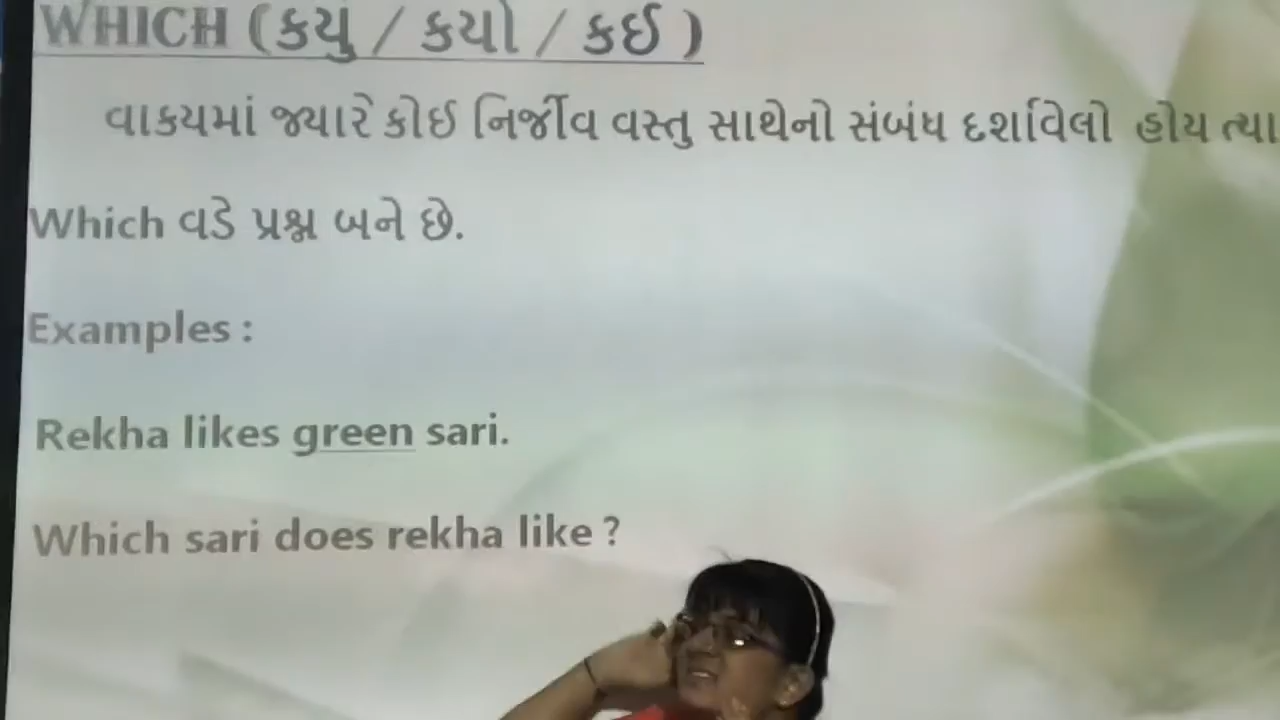 WHICH (કયુ / કયો / કઈ )
વાકયમાં જ્યારે કોઈ નિર્જીવ વસ્તુ સાથેનો સંબંધ દર્શાવેલો હોય ત્યા
Which વડે પ્રશ્ન બને છે.
Examples :
Rekha likes green sari.
Which sari does rekha like ?